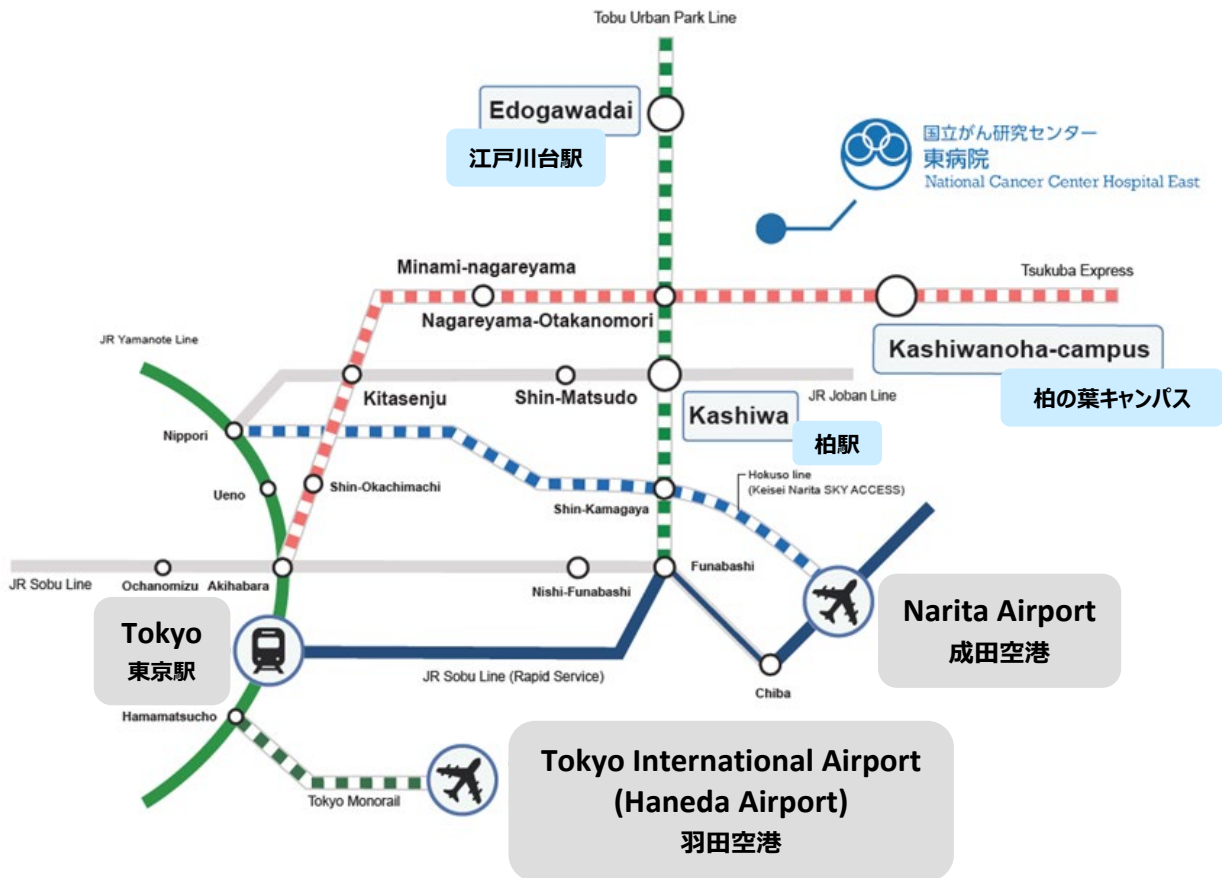 Tobu Urban Park Line
Edogawadai
江戸川台駅
国立がん研究センター
東病院
National Cancer Center Hospital East
Minami-nagareyama
Tsukuba Express
Nagareyama-Otakanomori
JR Yamanote Line
Kashiwanoha-campus
柏の葉キャンパス
Kitasenju
Shin-Matsudo
JR Joban Line
Kashiwa
柏駅
Nippori
Hokuso line
(Keisei Narita SKY ACCESS)
Ueno
Shin-Okachimachi
Shin-Kamagaya
JR Sobu Line
Ochanomizu
Akihabara
Nishi-Funabashi
Funabashi
Tokyo
東京駅
Narita Airport
成田空港
JR Sobu Line (Rapid Service)
Chiba
Hamamatsucho
Tokyo Monorail
Tokyo International Airport
(Haneda Airport)
羽田空港